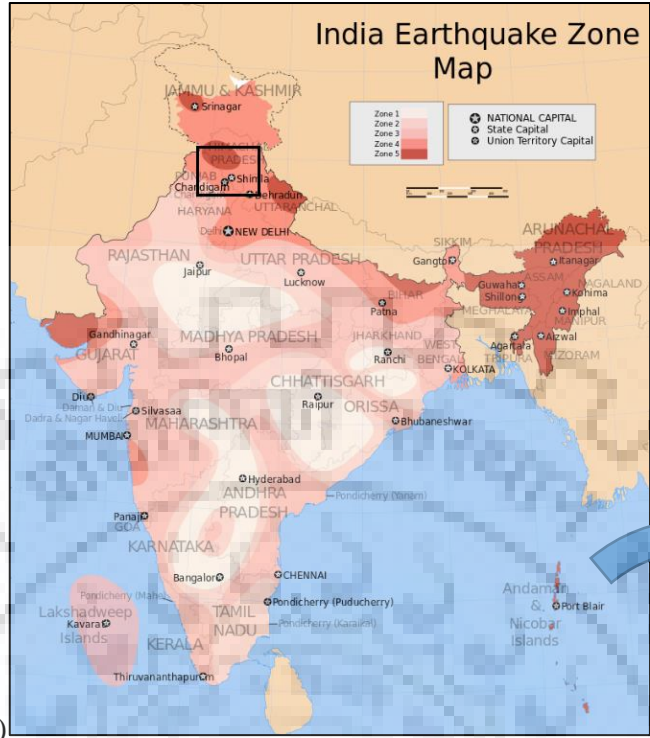 India Earthquake Zone
Map
Zone 1
Zone 2
Zone 3
Zone 4
Zone 5
NATIONAL CAPITAL
State Capital
Union Territory Capital
JAMMU & KASHMIR
Srinagar
PRADESH
PUNJAB
Shimla
Chandigarh
Dehradun
UTTARANCHAL
HARYANA
Delhi
NEW DELHI
ARUNACHAL
PRADESH
SIKKIM
Gangtok
Itanagar
RAJASTHAN
UTTAR PRADESH
ASSAM
Jaipur
Lucknow
NAGALAND
Guwahati
BIHAR
Kohima
Shillong
Patna
MEGHALAYA
Imphal
MANIPUR
Gandhinagar
MADHYA PRADESH
JHARKHAND
WEST
BENGAL
Agartala
Aizwal
GUJARAT
Bhopal
Ranchi
TRIPURA
MIZORAM
KOLKATA
CHHATTISGARH
Diu
Raipur
ORISSA
Daman & Diu
Dadra & Nagar Haveli
Silvasaa
MAHARASHTRA
Bhubaneshwar
MUMBAI
Hyderabad
ANDHRA
PRADESH
Pondicherry (Yanam)
Panaji
GOA
KARNATAKA
Bangalore
CHENNAI
Pondicherry (Mahe)
Andaman
&
Nicobar
Islands
Port Blair
Lakshadweep
Islands
Kavarati
TAMIL
NADU
Pondicherry (Puducherry)
Pondicherry (Karaikal)
KERALA
Thiruvananthapuram
)